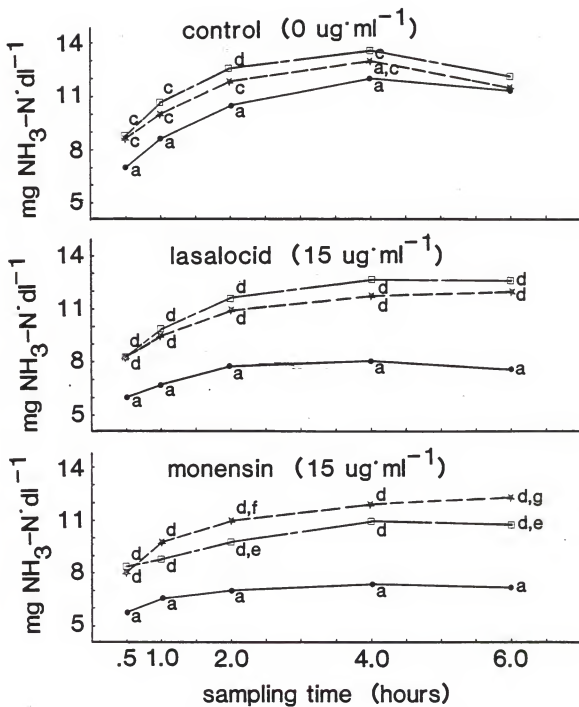 control (0 ug·ml⁻¹)
14
11
8
5
mg NH₃-N·dl⁻¹
c
c
a
c
c
a
d
c
a
c
a,c
a
lasalocid (15 ug·ml⁻¹)
14
11
8
5
mg NH₃-N·dl⁻¹
d
d
a
d
d
a
d
d
a
d
d
a
d
d
a
monensin (15 ug·ml⁻¹)
14
11
8
5
mg NH₃-N·dl⁻¹
d
d
a
d
d
a
d,f
d,e
a
d
d
a
d,g
d,e
a
.5 1.0 2.0 4.0 6.0
sampling time (hours)